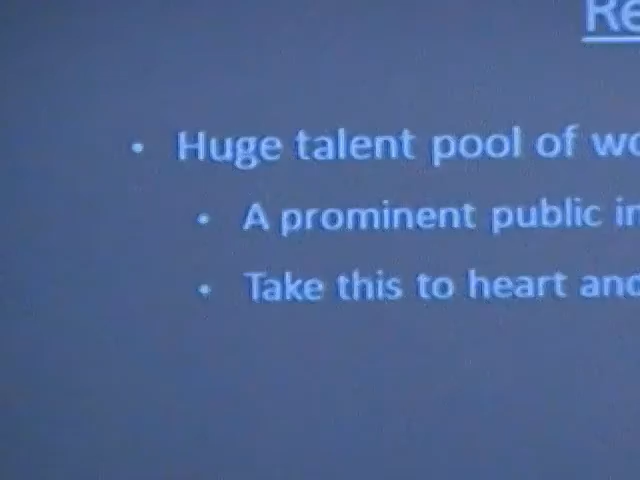 Re
Huge talent pool of wo
A prominent public in
Take this to heart and